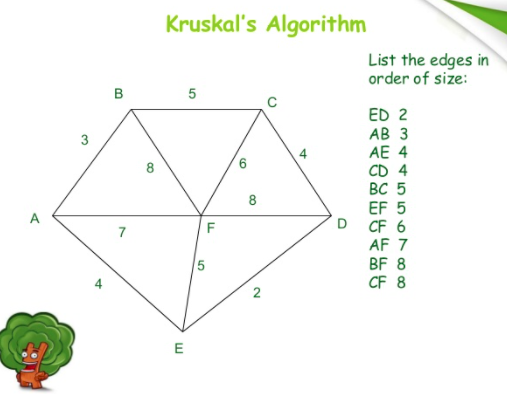 Kruskal's Algorithm
List the edges in
order of size:
ED 2
AB 3
AE 4
CD 4
BC 5
EF 5
CF 6
AF 7
BF 8
CF 8
B
5
C
3
8
6
4
8
A
7
F
D
5
4
2
E